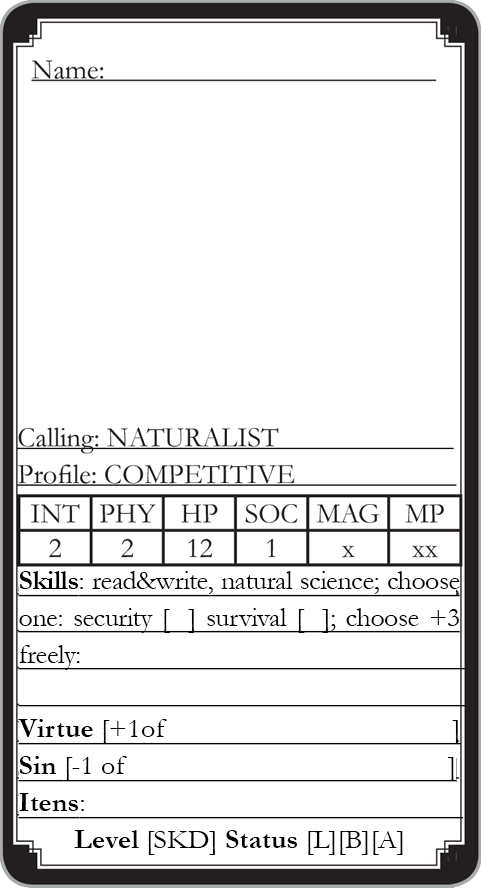 Name:
Calling: NATURALIST
Profile: COMPETITIVE
INT PHY HP SOC MAG MP
2 2 12 1 x xx
Skills: read&write, natural science; choose
one: security [ ] survival [ ]; choose +3
freely:
Virtue [+1of ]
Sin [-1 of ]
Itens:
Level [SKD] Status [L][B][A]